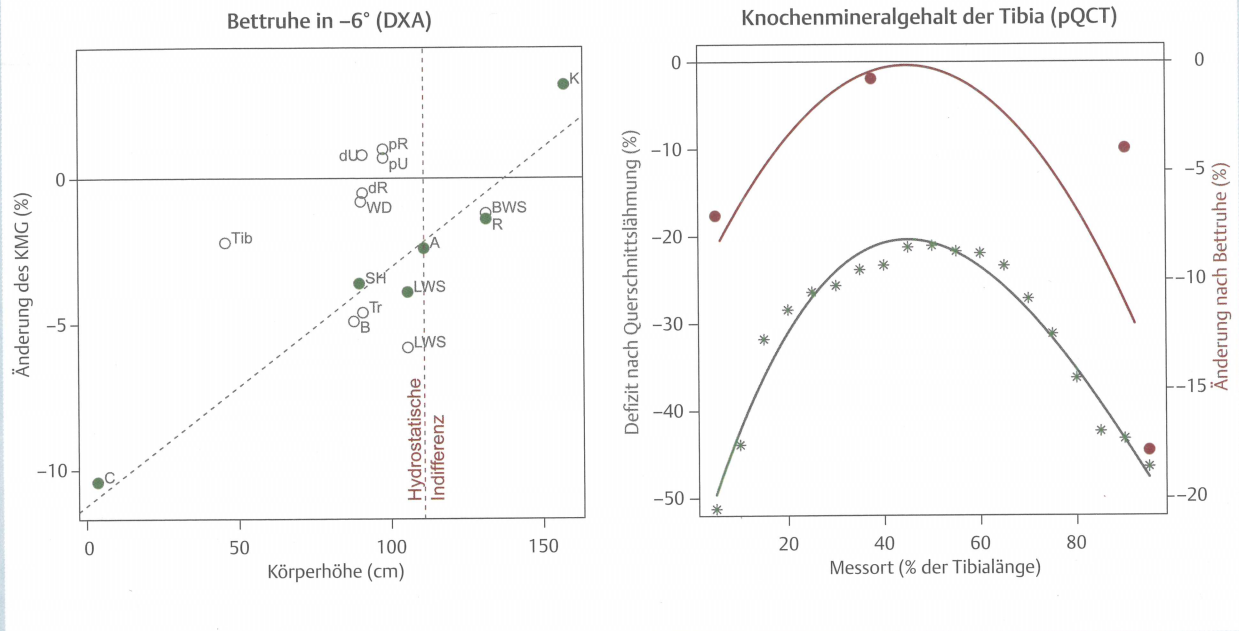 Bettruhe in –6° (DXA)
Änderung des KMG (%)
0
–5
–10
K
dU
pR
pU
dR
WD
Tib
BWS
R
A
SH
LWS
Tr
B
LWS
C
Hydrostatische
Indifferenz
0
50
100
150
Körperhöhe (cm)
Knochenmineralgehalt der Tibia (pQCT)
Defizit nach Querschnittslähmung (%)
0
–10
–20
–30
–40
–50
0
–5
–10
–15
–20
Änderung nach Bettruhe (%)
20
40
60
80
Messort (% der Tibialänge)